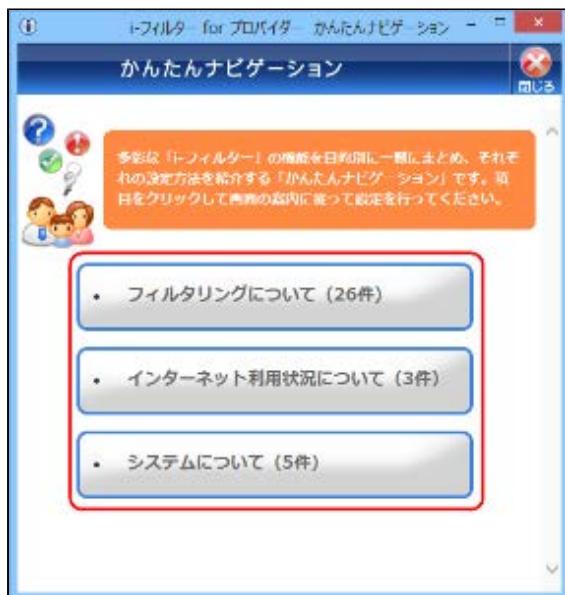 i-フィルター for プロバイダー かんたんナビゲーション
かんたんナビゲーション
閉じる
多彩な「i-フィルター」の機能を目的別に一覧にまとめ、それぞ
れの設定方法を紹介する「かんたんナビゲーション」です。項
目をクリックして画面の案内に従って設定を行ってください。
・ フィルタリングについて（26件）
・ インターネット利用状況について（3件）
・ システムについて（5件）